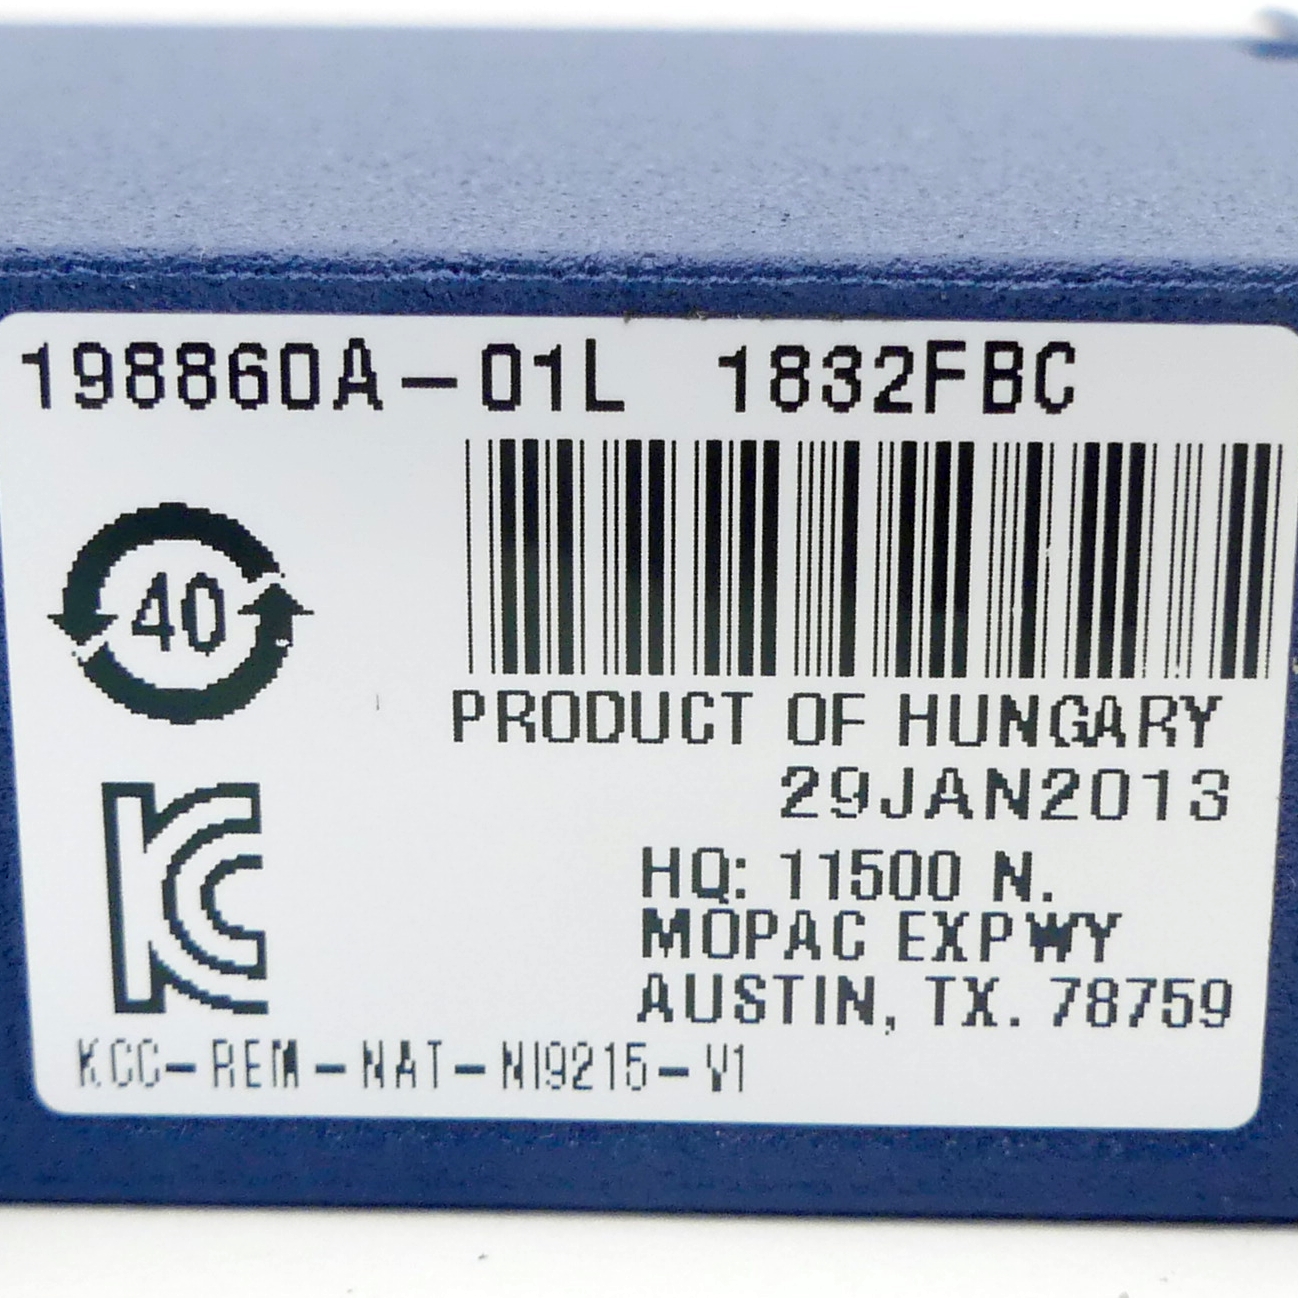 198860A-01L 1832FBC
40
PRODUCT OF HUNGARY
29JAN2013
KC
HQ: 11500 N.
MOPAC EXPWY
AUSTIN, TX. 78759
KCC-REM-NAT-NI9215-V1